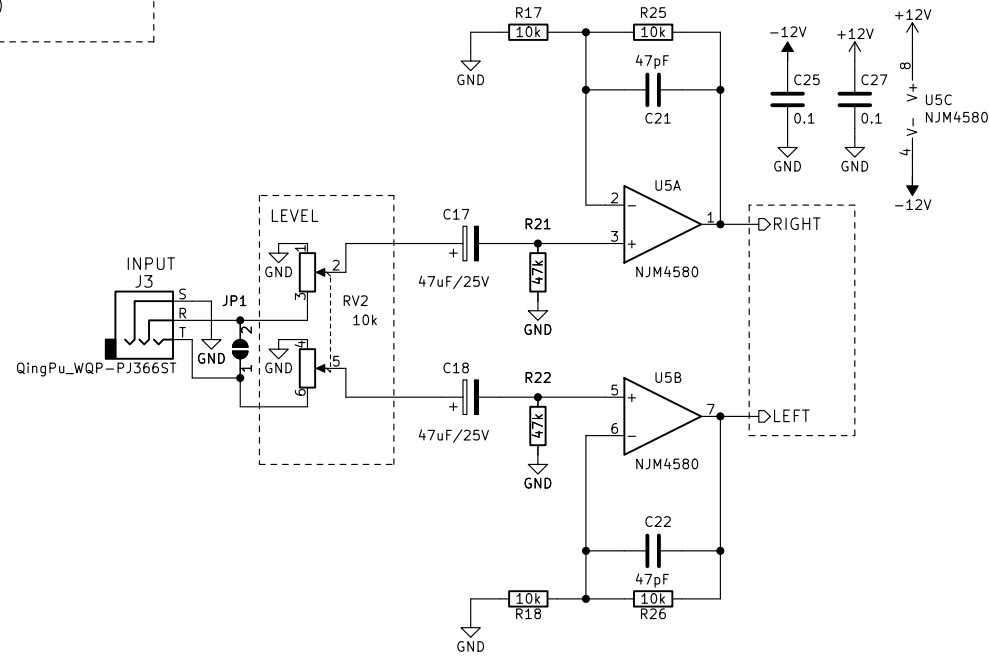 )
R17
10k
GND
R25
10k
47pF
C21
-12V
C25
0.1
GND
+12V
C27
0.1
GND
+12V
8
V+
U5C
NJM4580
V-
4
-12V
U5A
2
-
3
+
1
NJM4580
RIGHT
LEVEL
1
GND
2
3
RV2
10k
4
GND
5
6
C17
+
47uF/25V
R21
47k
GND
INPUT
J3
S
R
T
GND
QingPu_WQP-PJ366ST
JP1
2
1
C18
+
47uF/25V
R22
47k
GND
U5B
5
+
6
-
7
NJM4580
LEFT
C22
47pF
10k
R18
GND
10k
R26